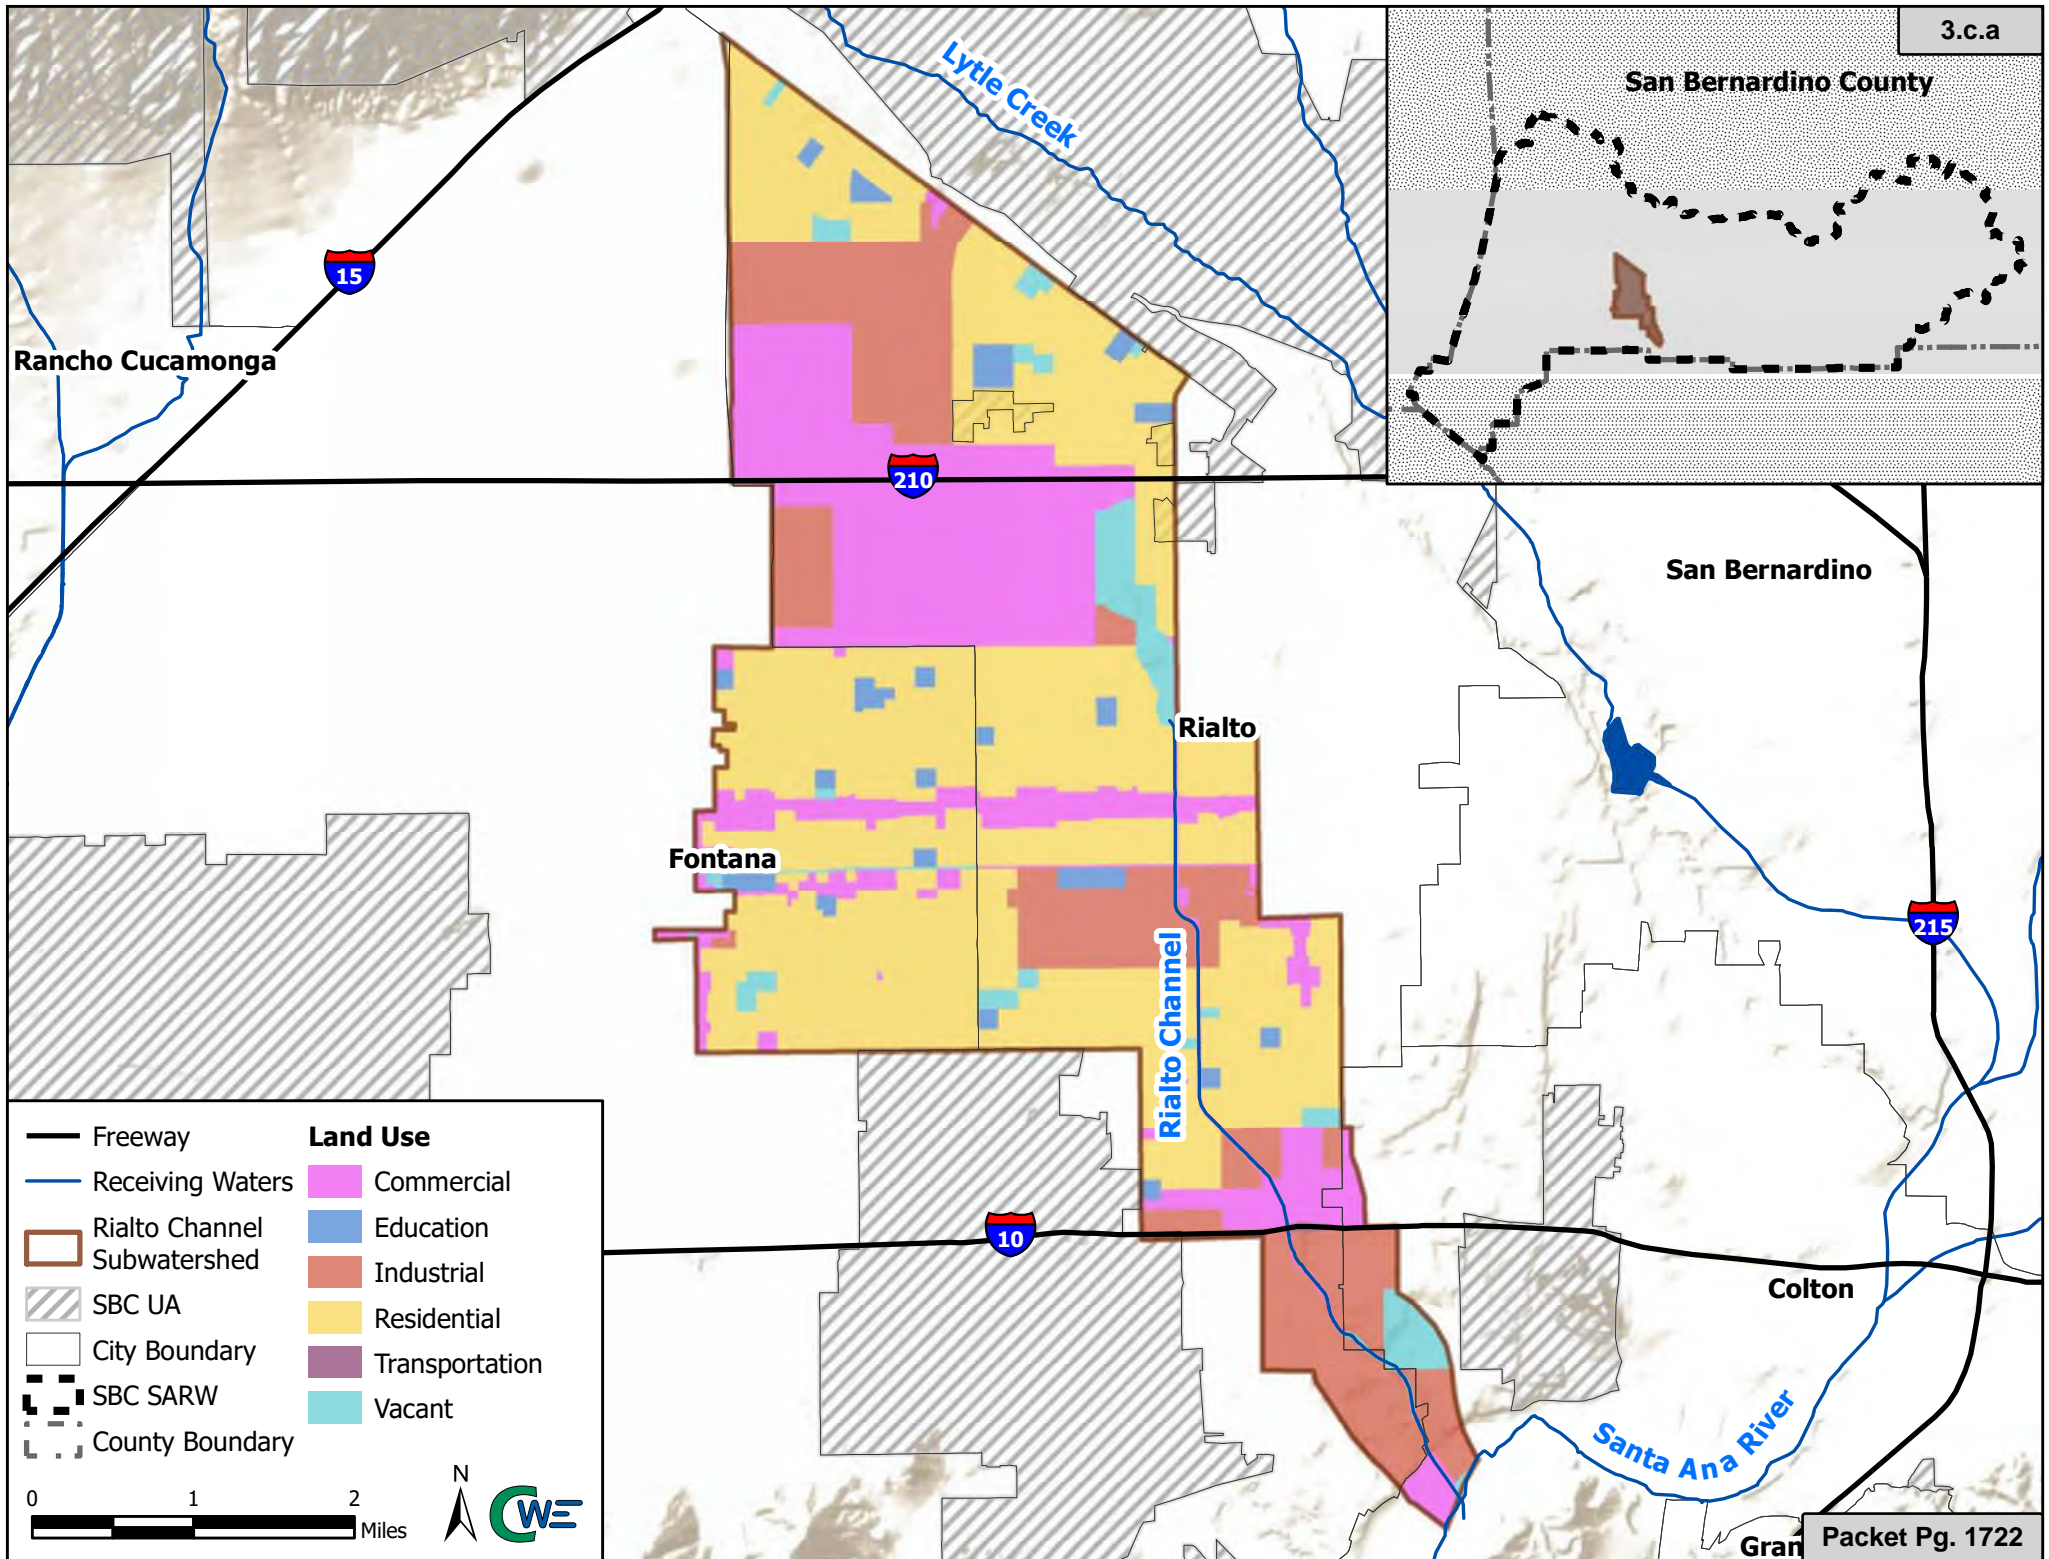 3.c.a
San Bernardino County
Lytle Creek
15
Rancho Cucamonga
210
San Bernardino
Rialto
Fontana
215
Rialto Channel
10
Colton
Santa Ana River
Gran
Freeway
Receiving Waters
Rialto Channel
Subwatershed
SBC UA
City Boundary
SBC SARW
County Boundary
Land Use
Commercial
Education
Industrial
Residential
Transportation
Vacant
N
CWE
0 1 2
Miles
Packet Pg. 1722